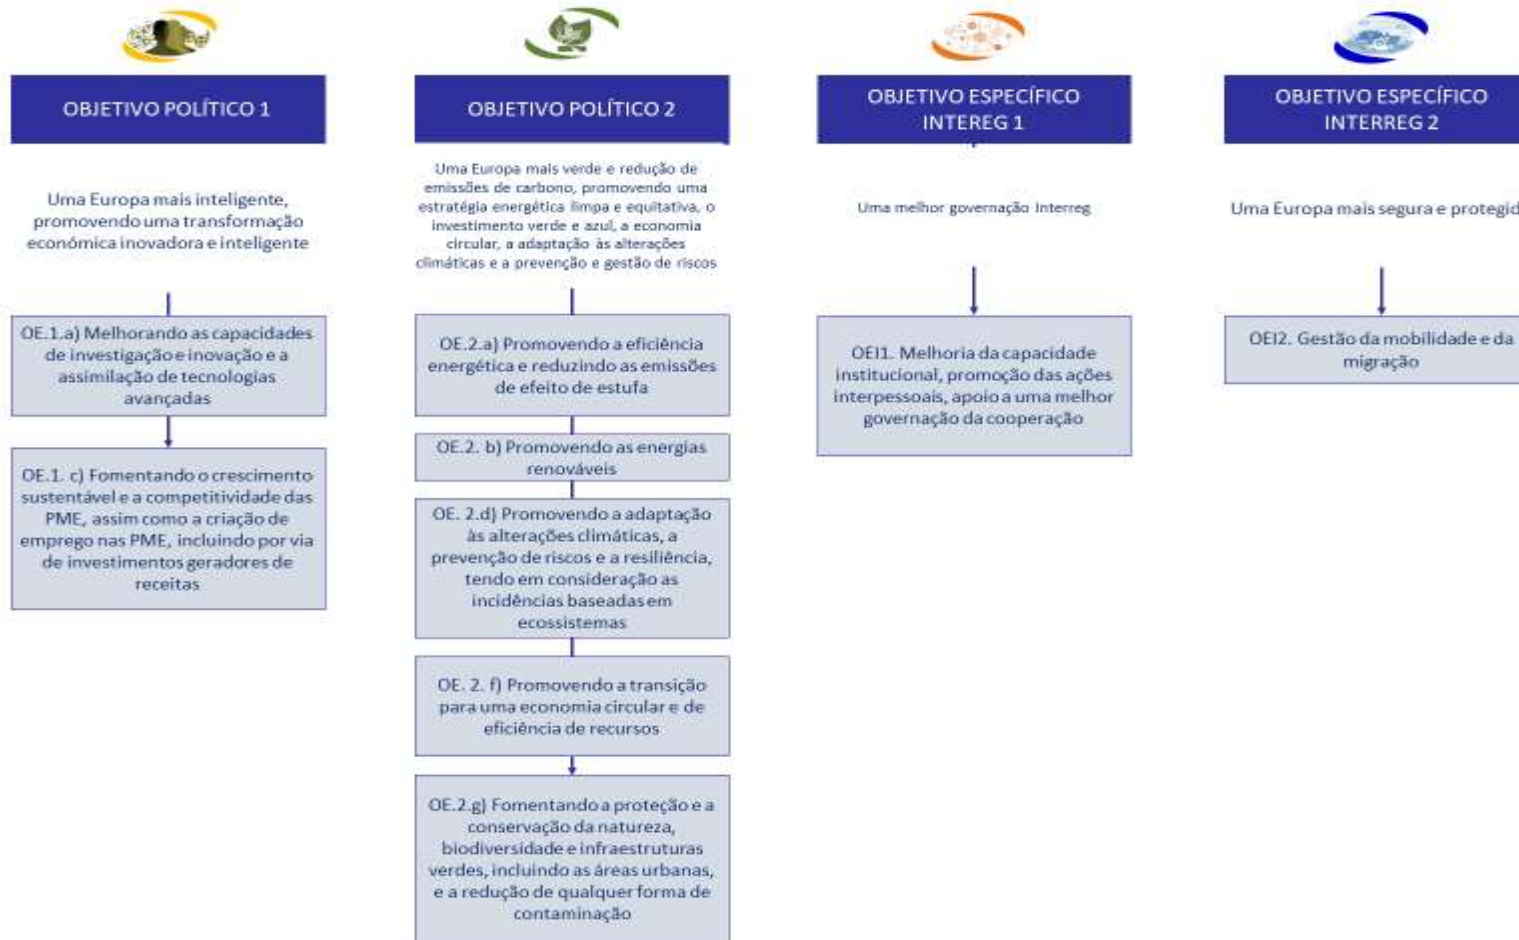 OBJETIVO POLÍTICO 1
Uma Europa mais inteligente,
promovendo uma transformação
económica inovadora e inteligente
OE.1.a) Melhorando as capacidades
de investigação e inovação e a
assimilação de tecnologias
avançadas
OE.1. c) Fomentando o crescimento
sustentável e a competitividade das
PME, assim como a criação de
emprego nas PME, incluindo por via
de investimentos geradores de
receitas
OBJETIVO POLÍTICO 2
Uma Europa mais verde e redução de
emissões de carbono, promovendo uma
estratégia energética limpa e equitativa, o
investimento verde e azul, a economia
circular, a adaptação às alterações
climáticas e a prevenção e gestão de riscos
OE.2.a) Promovendo a eficiência
energética e reduzindo as emissões
de efeito de estufa
OE.2. b) Promovendo as energias
renováveis
OE. 2.d) Promovendo a adaptação
às alterações climáticas, a
prevenção de riscos e a resiliência,
tendo em consideração as
incidências baseadas em
ecossistemas
OE. 2. f) Promovendo a transição
para uma economia circular e de
eficiência de recursos
OE.2.g) Fomentando a proteção e a
conservação da natureza,
biodiversidade e infraestruturas
verdes, incluindo as áreas urbanas,
e a redução de qualquer forma de
contaminação
OBJETIVO ESPECÍFICO
INTEREG 1
Uma melhor governação Interreg
OEI1. Melhoria da capacidade
institucional, promoção das ações
interpessoais, apoio a uma melhor
governação da cooperação
OBJETIVO ESPECÍFICO
INTERREG 2
Uma Europa mais segura e protegid
OEI2. Gestão da mobilidade e da
migração